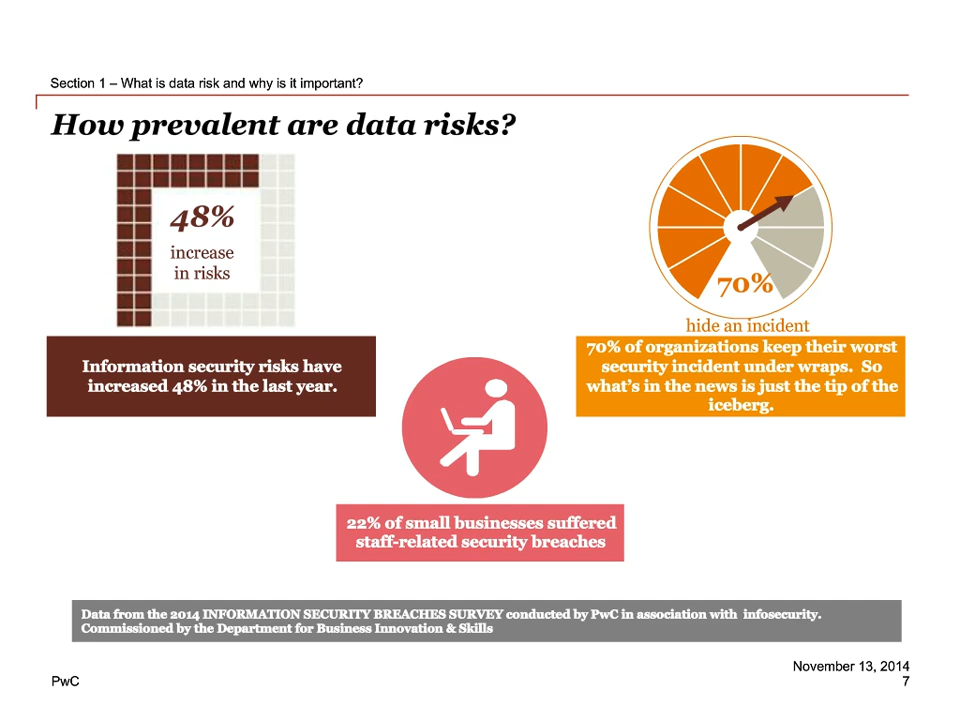 Section 1 – What is data risk and why is it important?
How prevalent are data risks?
48%
increase
in risks
70%
hide an incident
Information security risks have
increased 48% in the last year.
70% of organizations keep their worst
security incident under wraps.  So
what's in the news is just the tip of the
iceberg.
22% of small businesses suffered
staff-related security breaches
Data from the 2014 INFORMATION SECURITY BREACHES SURVEY conducted by PwC in association with  infosecurity.
Commissioned by the Department for Business Innovation & Skills
November 13, 2014
PwC
7